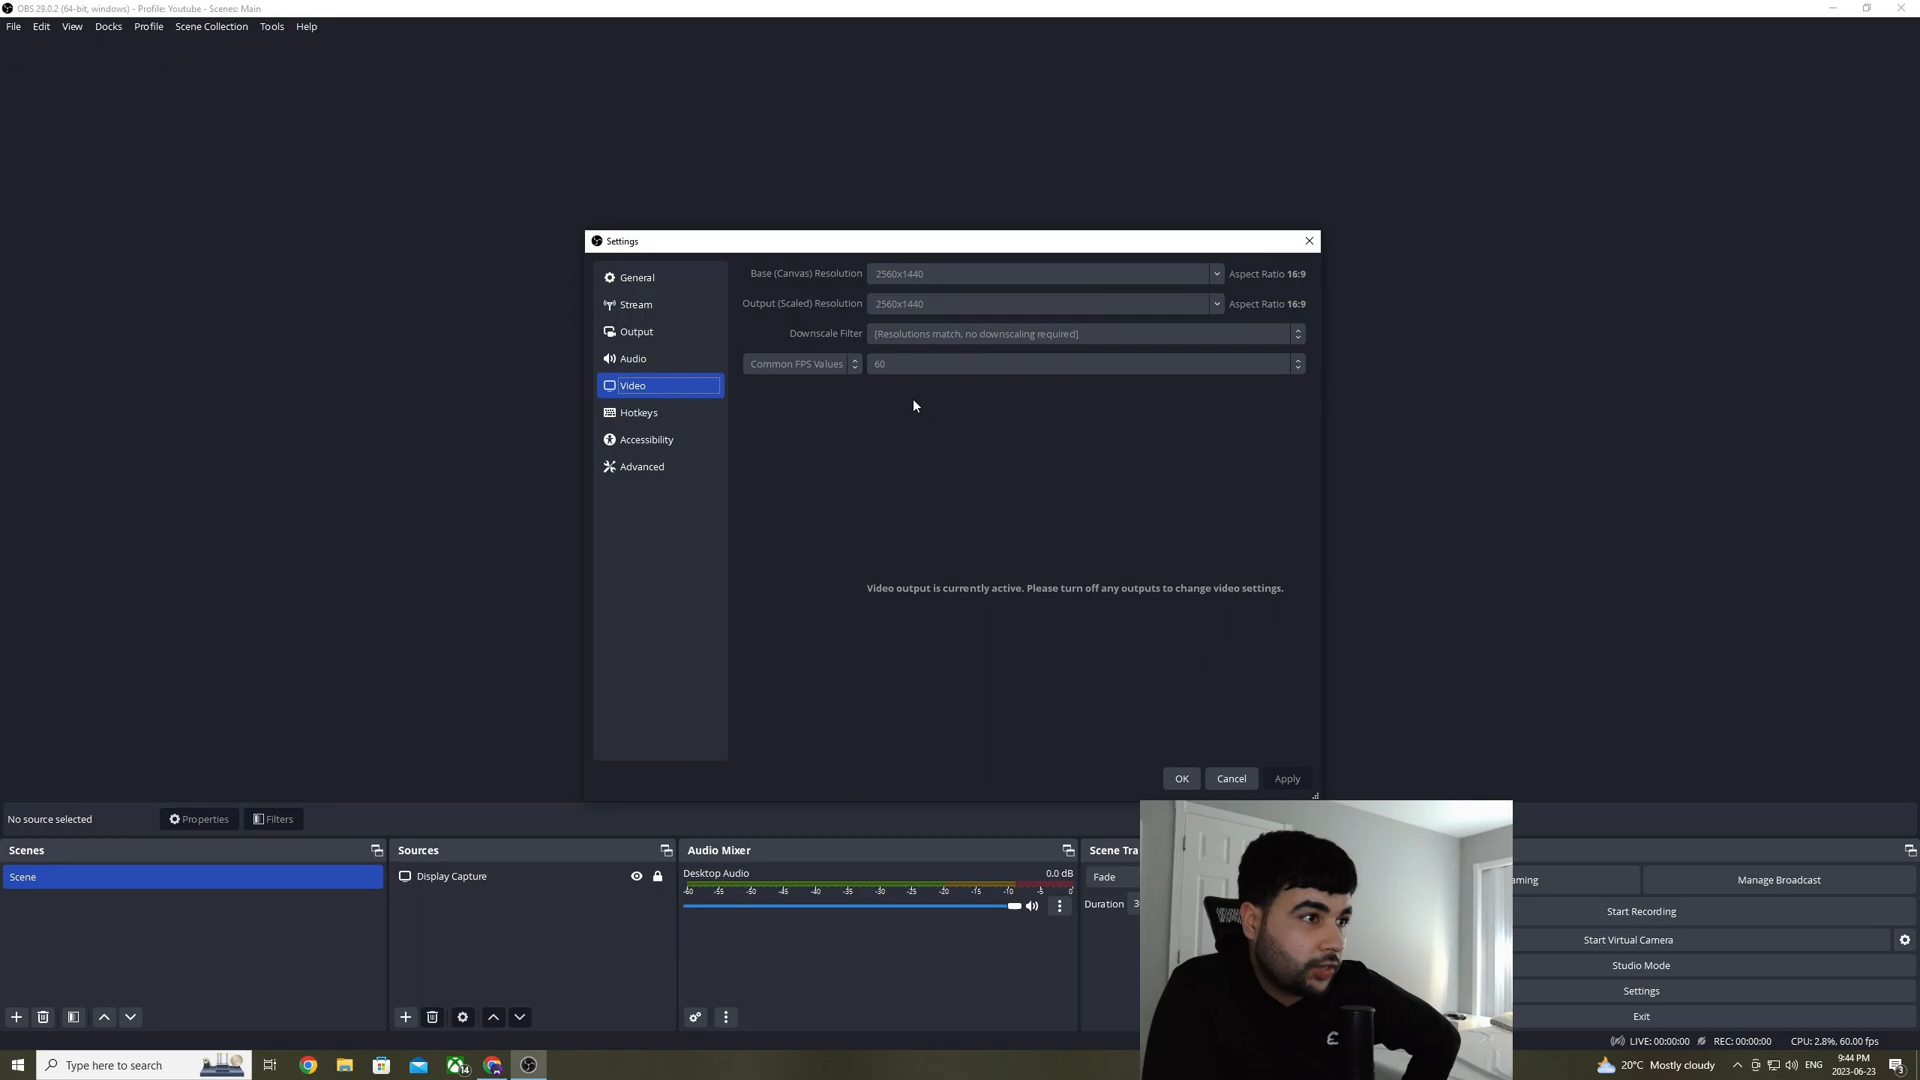 OBS 29.0.2 (64-bit, windows) - Profile: Youtube - Scenes: Main
File Edit View Docks Profile Scene Collection Tools Help
Settings
General
Stream
Output
Audio
Video
Hotkeys
Accessibility
Advanced
Base (Canvas) Resolution 2560x1440 Aspect Ratio 16:9
Output (Scaled) Resolution 2560x1440 Aspect Ratio 16:9
Downscale Filter [Resolutions match, no downscaling required]
Common FPS Values 60
Video output is currently active. Please turn off any outputs to change video settings.
OK Cancel Apply
No source selected Properties Filters
Scenes
Scene
Sources
Display Capture
Audio Mixer
Desktop Audio 0.0 dB
-60 -55 -50 -45 -40 -35 -30 -25 -20 -15 -10 -5 0
Scene Tra
Fade
Duration 3
aming
Manage Broadcast
Start Recording
Start Virtual Camera
Studio Mode
Settings
Exit
LIVE: 00:00:00 REC: 00:00:00 CPU: 2.8%, 60.00 fps
Type here to search
14
20°C Mostly cloudy
ENG
9:44 PM
2023-06-23
3